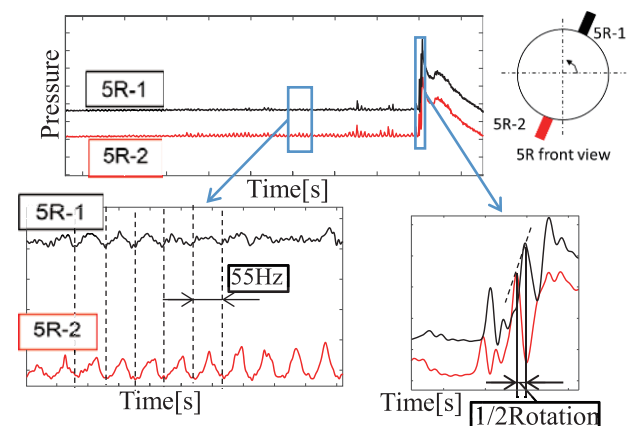 Pressure
5R-1
5R-2
Time[s]
5R-1
5R-2
5R front view
5R-1
5R-2
55Hz
Time[s]
Time[s]
1/2Rotation